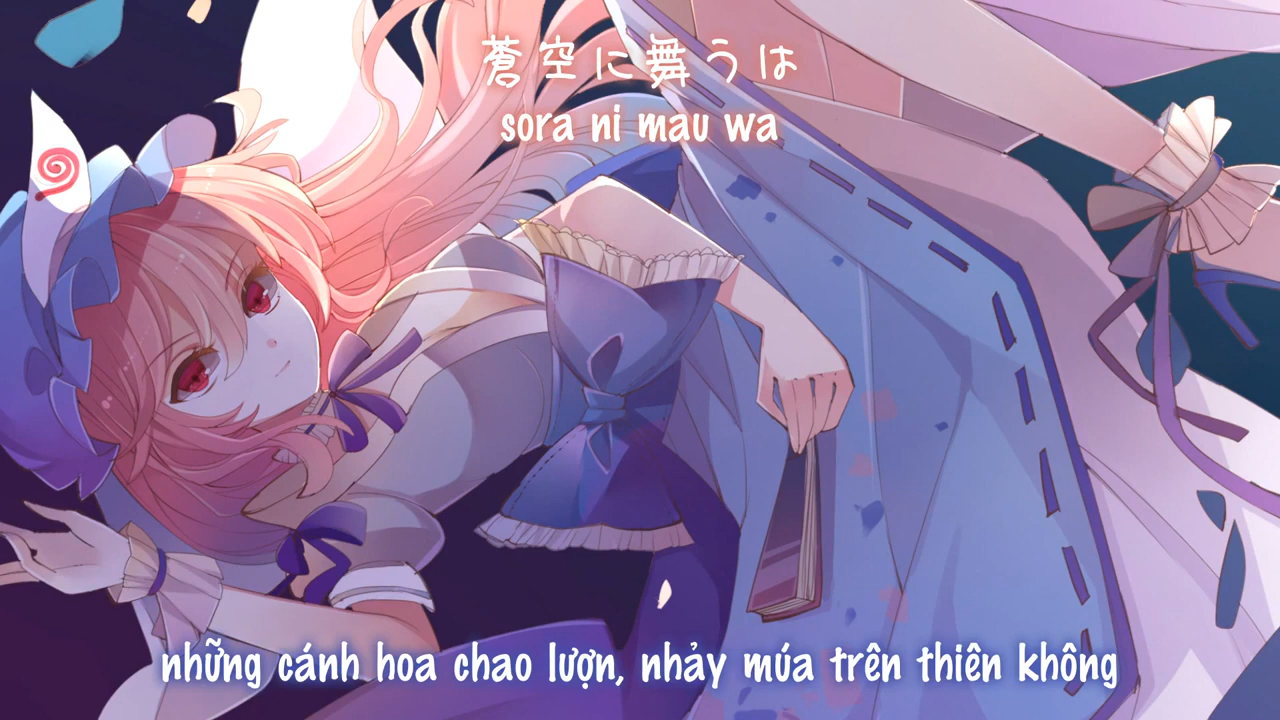 蒼空に舞うは
sora ni mau wa
những cánh hoa chao lượn, nhảy múa trên thiên không